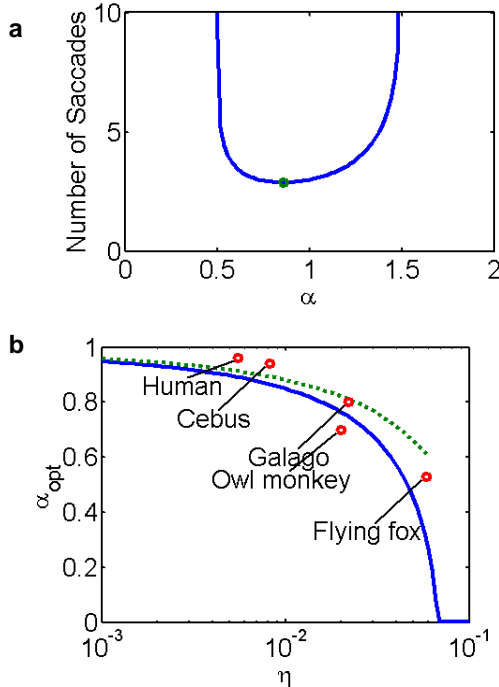 a
10
5
0
Number of Saccades
0 0.5 1 1.5 2
α
b
1
0.8
0.6
0.4
0.2
0
α_opt
Human
Cebus
Galago
Owl monkey
Flying fox
10^-3 10^-2 10^-1
η